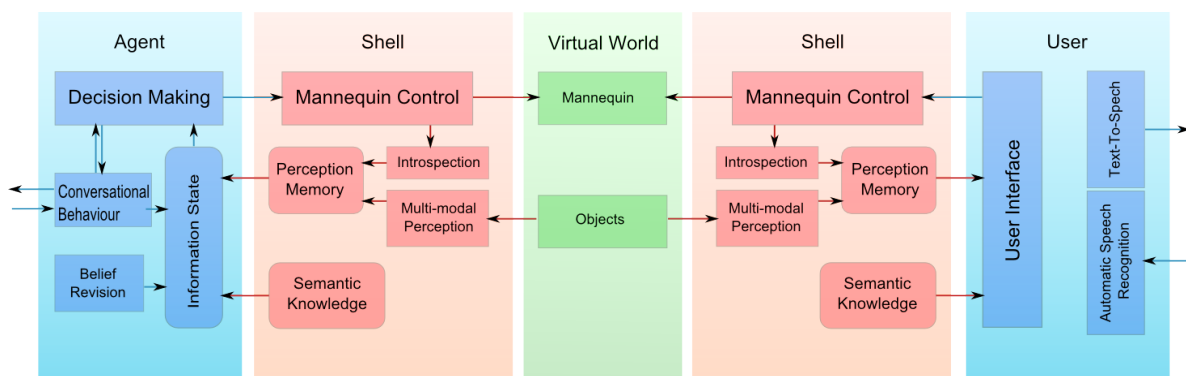 Agent
Shell
Virtual World
Shell
User
Decision Making
Conversational
Behaviour
Belief
Revision
Information State
Mannequin Control
Introspection
Perception
Memory
Multi-modal
Perception
Semantic
Knowledge
Mannequin
Objects
Mannequin Control
Introspection
Perception
Memory
Multi-modal
Perception
Semantic
Knowledge
User Interface
Text-To-Spech
Automatic Speech
Recognition